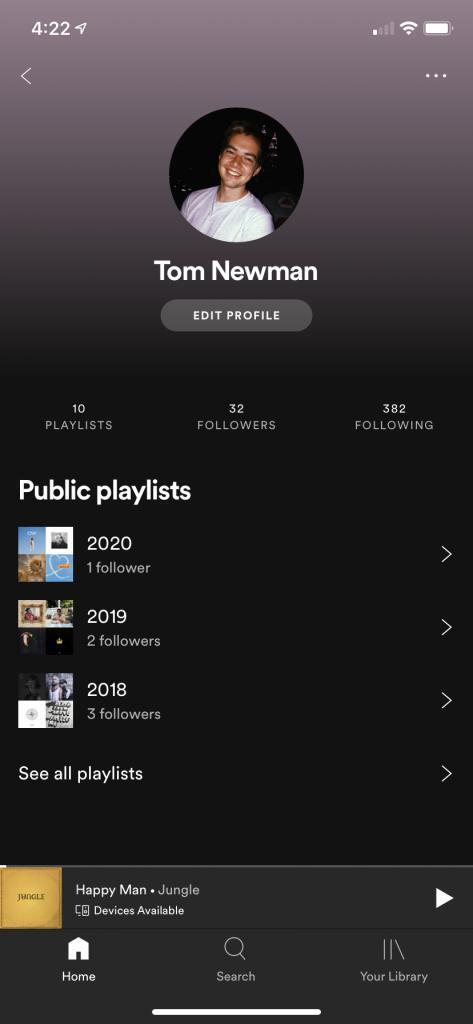 4:22
Tom Newman
EDIT PROFILE
10
PLAYLISTS
32
FOLLOWERS
382
FOLLOWING
Public playlists
2020
1 follower
2019
2 followers
2018
3 followers
See all playlists
JUNGLE
Happy Man • Jungle
Devices Available
Home
Search
Your Library